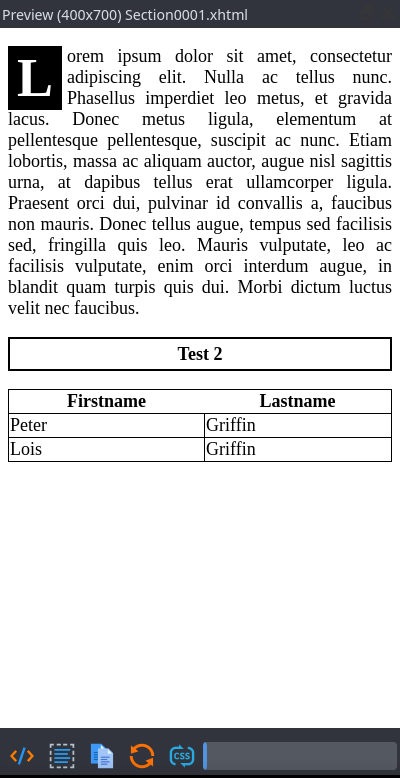 Preview (400x700) Section0001.xhtml
Lorem ipsum dolor sit amet, consectetur
adipiscing elit. Nulla ac tellus nunc.
Phasellus imperdiet leo metus, et gravida
lacus. Donec metus ligula, elementum at
pellentesque pellentesque, suscipit ac nunc. Etiam
lobortis, massa ac aliquam auctor, augue nisl sagittis
urna, at dapibus tellus erat ullamcorper ligula.
Praesent orci dui, pulvinar id convallis a, faucibus
non mauris. Donec tellus augue, tempus sed facilisis
sed, fringilla quis leo. Mauris vulputate, leo ac
facilisis vulputate, enim orci interdum augue, in
blandit quam turpis quis dui. Morbi dictum luctus
velit nec faucibus.
Test 2
Firstname Lastname
Peter Griffin
Lois Griffin
CSS